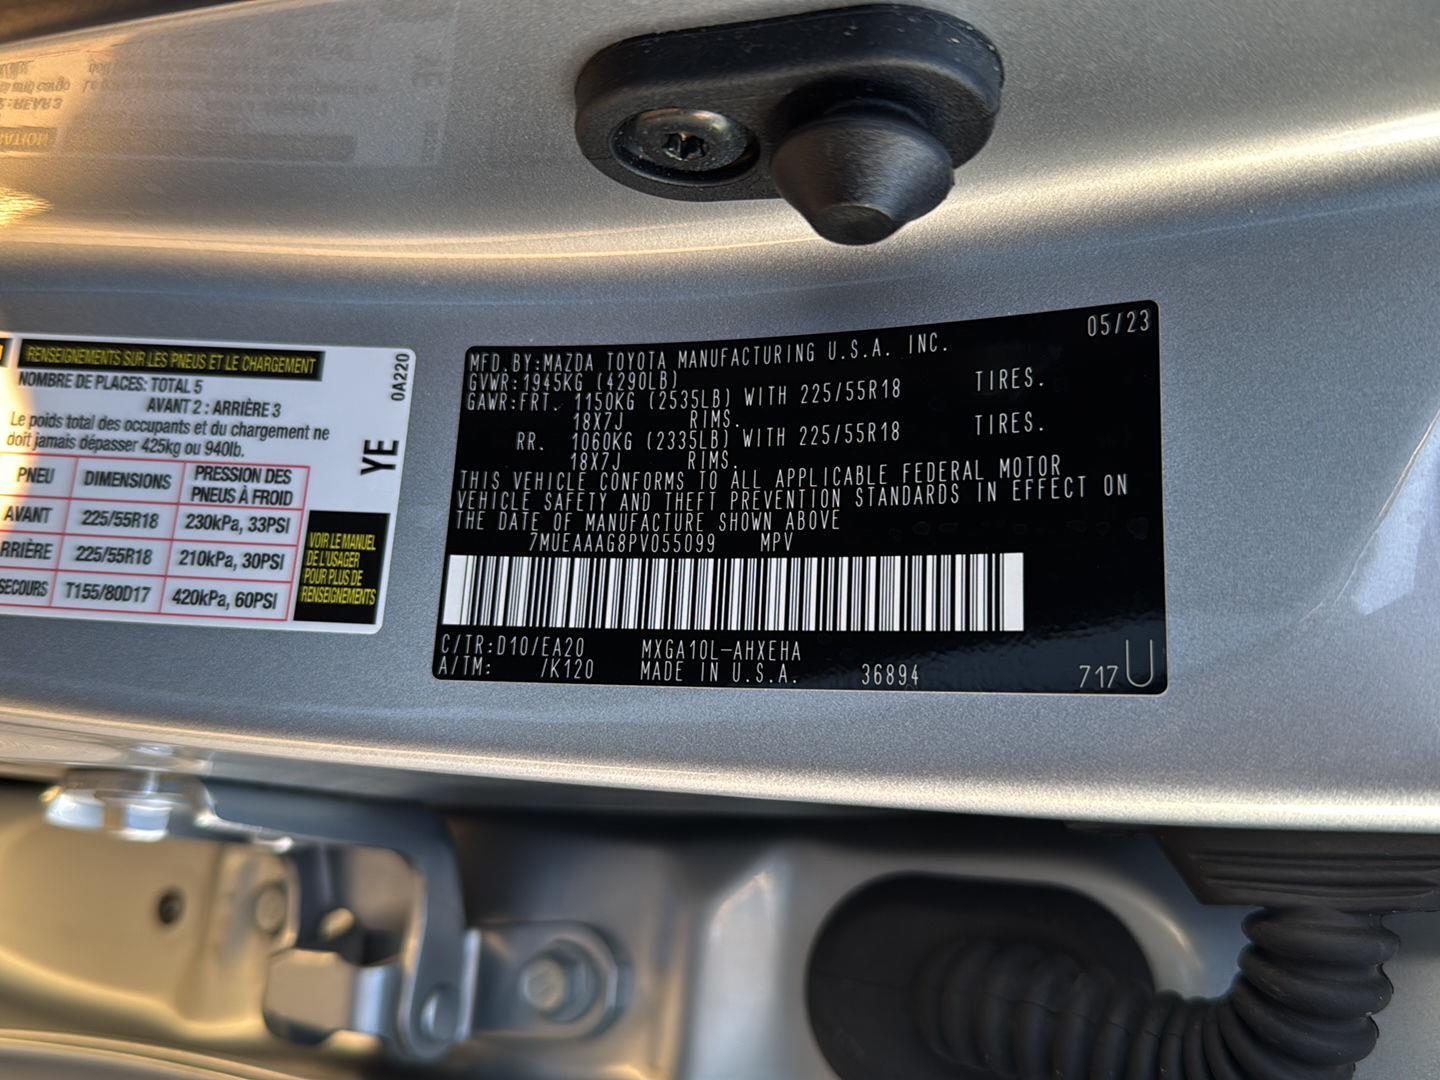 RENSEIGNEMENTS SUR LES PNEUS ET LE CHARGEMENT
NOMBRE DE PLACES: TOTAL 5
AVANT 2 : ARRIÈRE 3
Le poids total des occupants et du chargement ne
doit jamais dépasser 425kg ou 940lb.
PNEU DIMENSIONS PRESSION DES PNEUS À FROID
AVANT 225/55R18 230kPa, 33PSI
ARRIÈRE 225/55R18 210kPa, 30PSI
SECOURS T155/80D17 420kPa, 60PSI
0A220
YE
VOIR LE MANUEL
DE L'USAGER
POUR PLUS DE
RENSEIGNEMENTS
05/23
MFD.BY:MAZDA TOYOTA MANUFACTURING U.S.A. INC.
GVWR:1945KG (4290LB)
GAWR:FRT. 1150KG (2535LB) WITH 225/55R18 TIRES.
18X7J RIMS.
RR. 1060KG (2335LB) WITH 225/55R18 TIRES.
18X7J RIMS.
THIS VEHICLE CONFORMS TO ALL APPLICABLE FEDERAL MOTOR
VEHICLE SAFETY AND THEFT PREVENTION STANDARDS IN EFFECT ON
THE DATE OF MANUFACTURE SHOWN ABOVE
7MUEAAAG8PV055099 MPV
C/TR:D10/EA20 MXGA10L-AHXEHA
A/TM: /K120 MADE IN U.S.A. 36894 717U